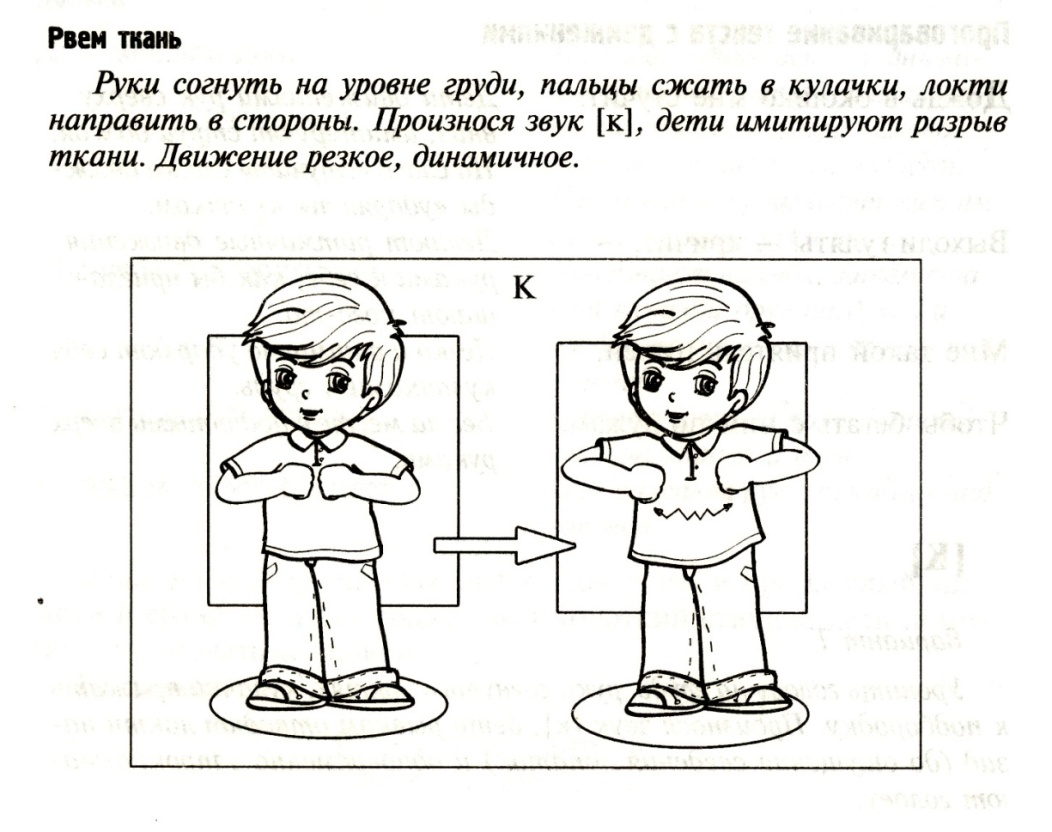 Рвем ткань
Руки согнуть на уровне груди, пальцы сжать в кулачки, локти
направить в стороны. Произнося звук [к], дети имитируют разрыв
ткани. Движение резкое, динамичное.
К